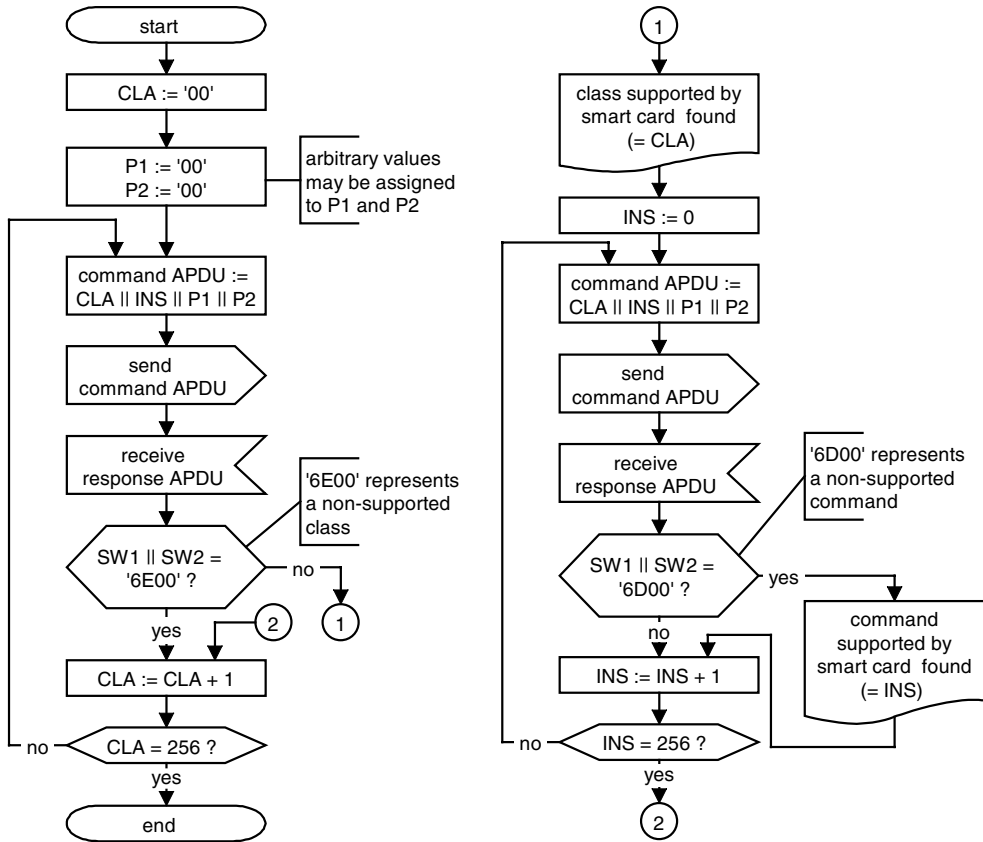 start
CLA := '00'
P1 := '00'
P2 := '00'
arbitrary values
may be assigned
to P1 and P2
command APDU :=
CLA || INS || P1 || P2
send
command APDU
receive
response APDU
'6E00' represents
a non-supported
class
SW1 || SW2 =
'6E00' ?
no
1
yes
2
CLA := CLA + 1
no
CLA = 256 ?
yes
end
1
class supported by
smart card found
(= CLA)
INS := 0
command APDU :=
CLA || INS || P1 || P2
send
command APDU
receive
response APDU
'6D00' represents
a non-supported
command
SW1 || SW2 =
'6D00' ?
yes
no
command
supported by
smart card found
(= INS)
INS := INS + 1
no
INS = 256 ?
yes
2